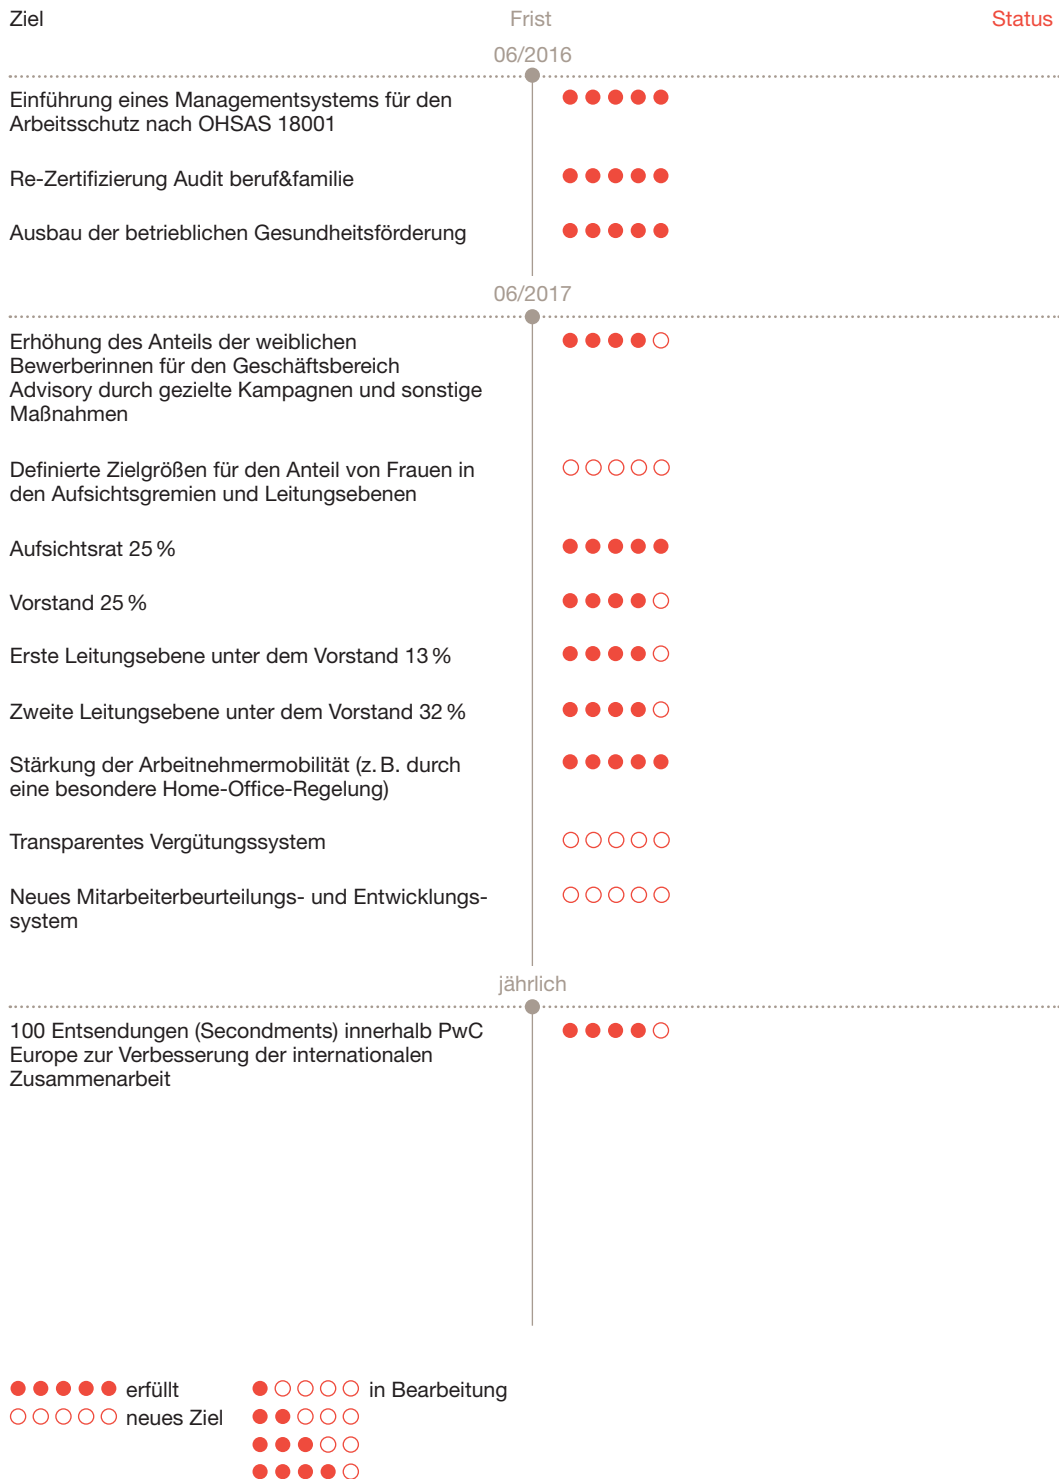 Ziel Frist Status
06/2016
Einführung eines Managementsystems für den
Arbeitsschutz nach OHSAS 18001
Re-Zertifizierung Audit beruf&familie
Ausbau der betrieblichen Gesundheitsförderung
06/2017
Erhöhung des Anteils der weiblichen
Bewerberinnen für den Geschäftsbereich
Advisory durch gezielte Kampagnen und sonstige
Maßnahmen
Definierte Zielgrößen für den Anteil von Frauen in
den Aufsichtsgremien und Leitungsebenen
Aufsichtsrat 25 %
Vorstand 25 %
Erste Leitungsebene unter dem Vorstand 13 %
Zweite Leitungsebene unter dem Vorstand 32 %
Stärkung der Arbeitnehmermobilität (z. B. durch
eine besondere Home-Office-Regelung)
Transparentes Vergütungssystem
Neues Mitarbeiterbeurteilungs- und Entwicklungs-
system
jährlich
100 Entsendungen (Secondments) innerhalb PwC
Europe zur Verbesserung der internationalen
Zusammenarbeit
erfüllt in Bearbeitung
neues Ziel